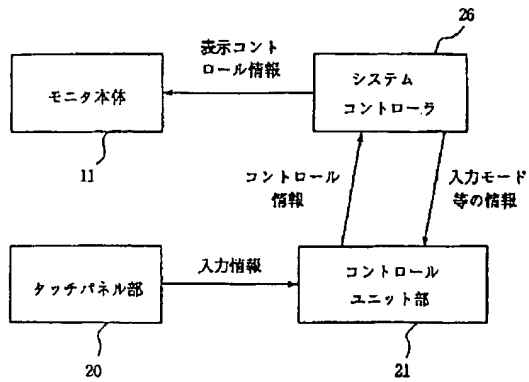 26
表示コント
ロール情報
モニタ本体
システム
コントローラ
11
コントロール
情報
入力モード
等の情報
タッチパネル部
入力情報
コントロール
ユニット部
20
21